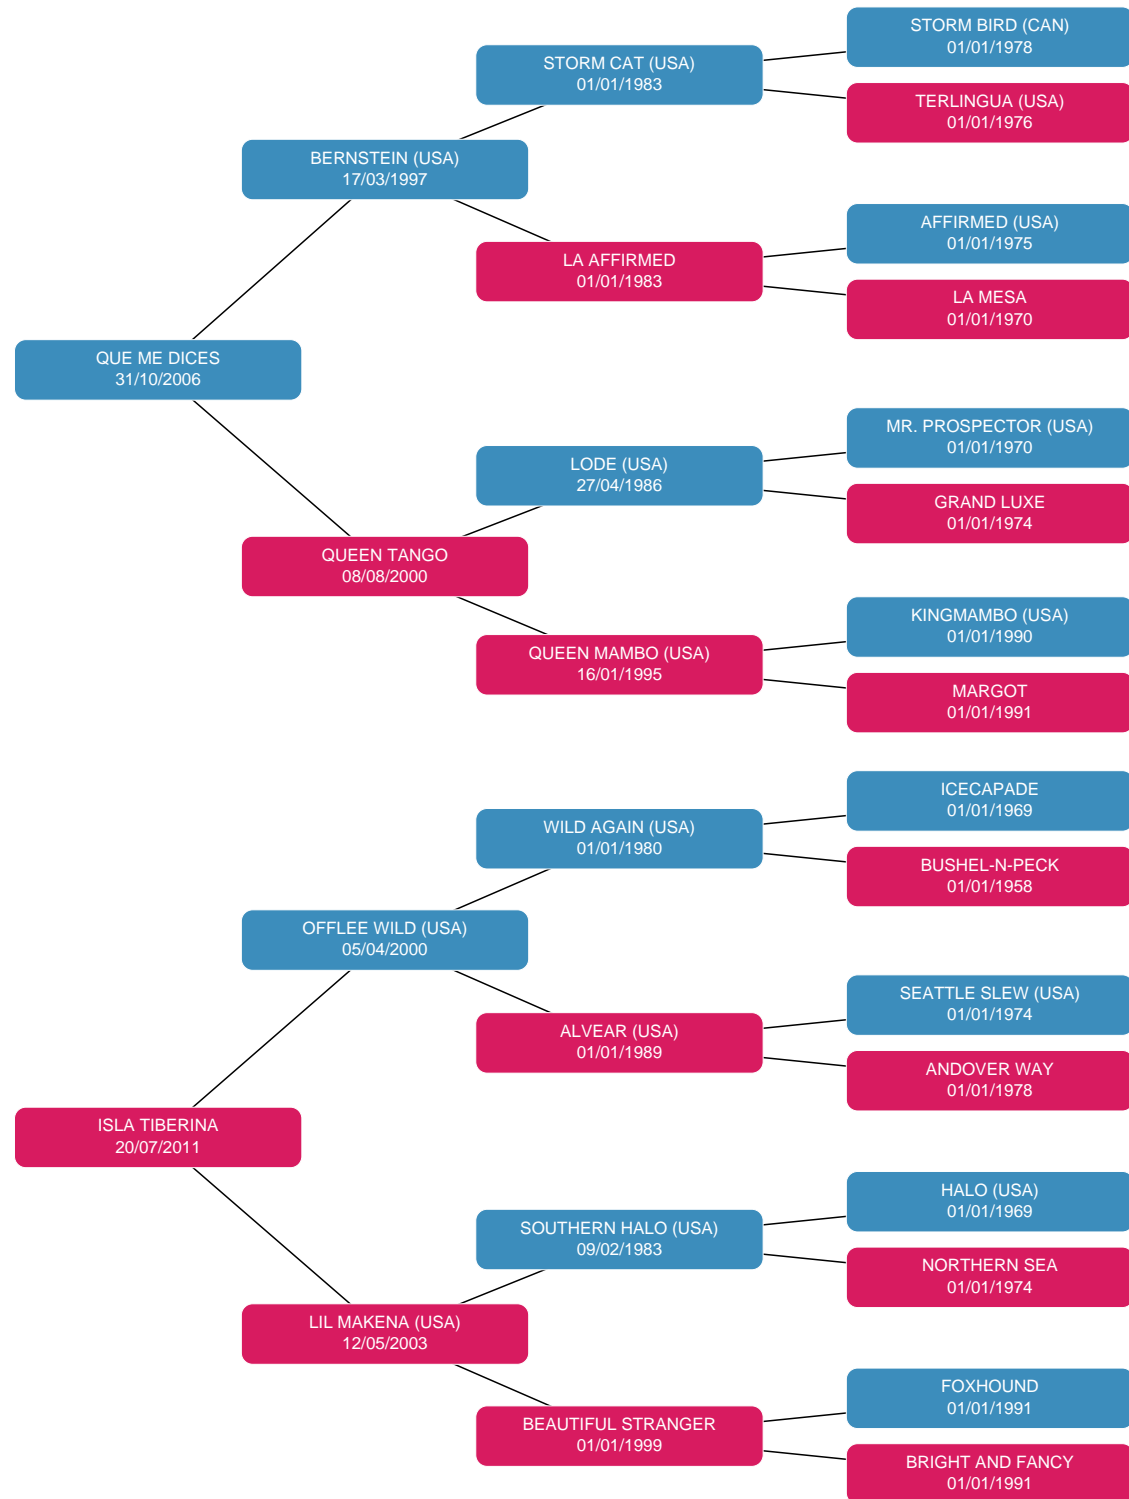 STORM BIRD (CAN)
01/01/1978
STORM CAT (USA)
01/01/1983
TERLINGUA (USA)
01/01/1976
BERNSTEIN (USA)
17/03/1997
AFFIRMED (USA)
01/01/1975
LA AFFIRMED
01/01/1983
LA MESA
01/01/1970
QUE ME DICES
31/10/2006
MR. PROSPECTOR (USA)
01/01/1970
LODE (USA)
27/04/1986
GRAND LUXE
01/01/1974
QUEEN TANGO
08/08/2000
KINGMAMBO (USA)
01/01/1990
QUEEN MAMBO (USA)
16/01/1995
MARGOT
01/01/1991
ICECAPADE
01/01/1969
WILD AGAIN (USA)
01/01/1980
BUSHEL-N-PECK
01/01/1958
OFFLEE WILD (USA)
05/04/2000
SEATTLE SLEW (USA)
01/01/1974
ALVEAR (USA)
01/01/1989
ANDOVER WAY
01/01/1978
ISLA TIBERINA
20/07/2011
HALO (USA)
01/01/1969
SOUTHERN HALO (USA)
09/02/1983
NORTHERN SEA
01/01/1974
LIL MAKENA (USA)
12/05/2003
FOXHOUND
01/01/1991
BEAUTIFUL STRANGER
01/01/1999
BRIGHT AND FANCY
01/01/1991